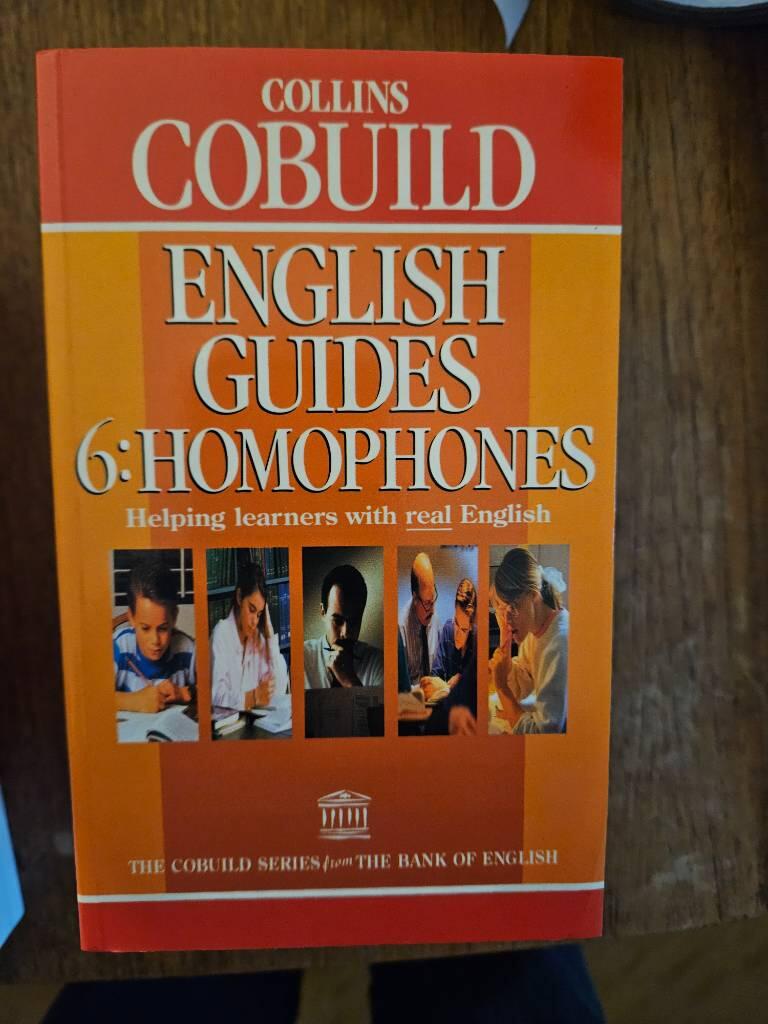 COLLINS
COBUILD
ENGLISH
GUIDES
6:HOMOPHONES
Helping learners with real English
THE COBUILD SERIES from THE BANK OF ENGLISH